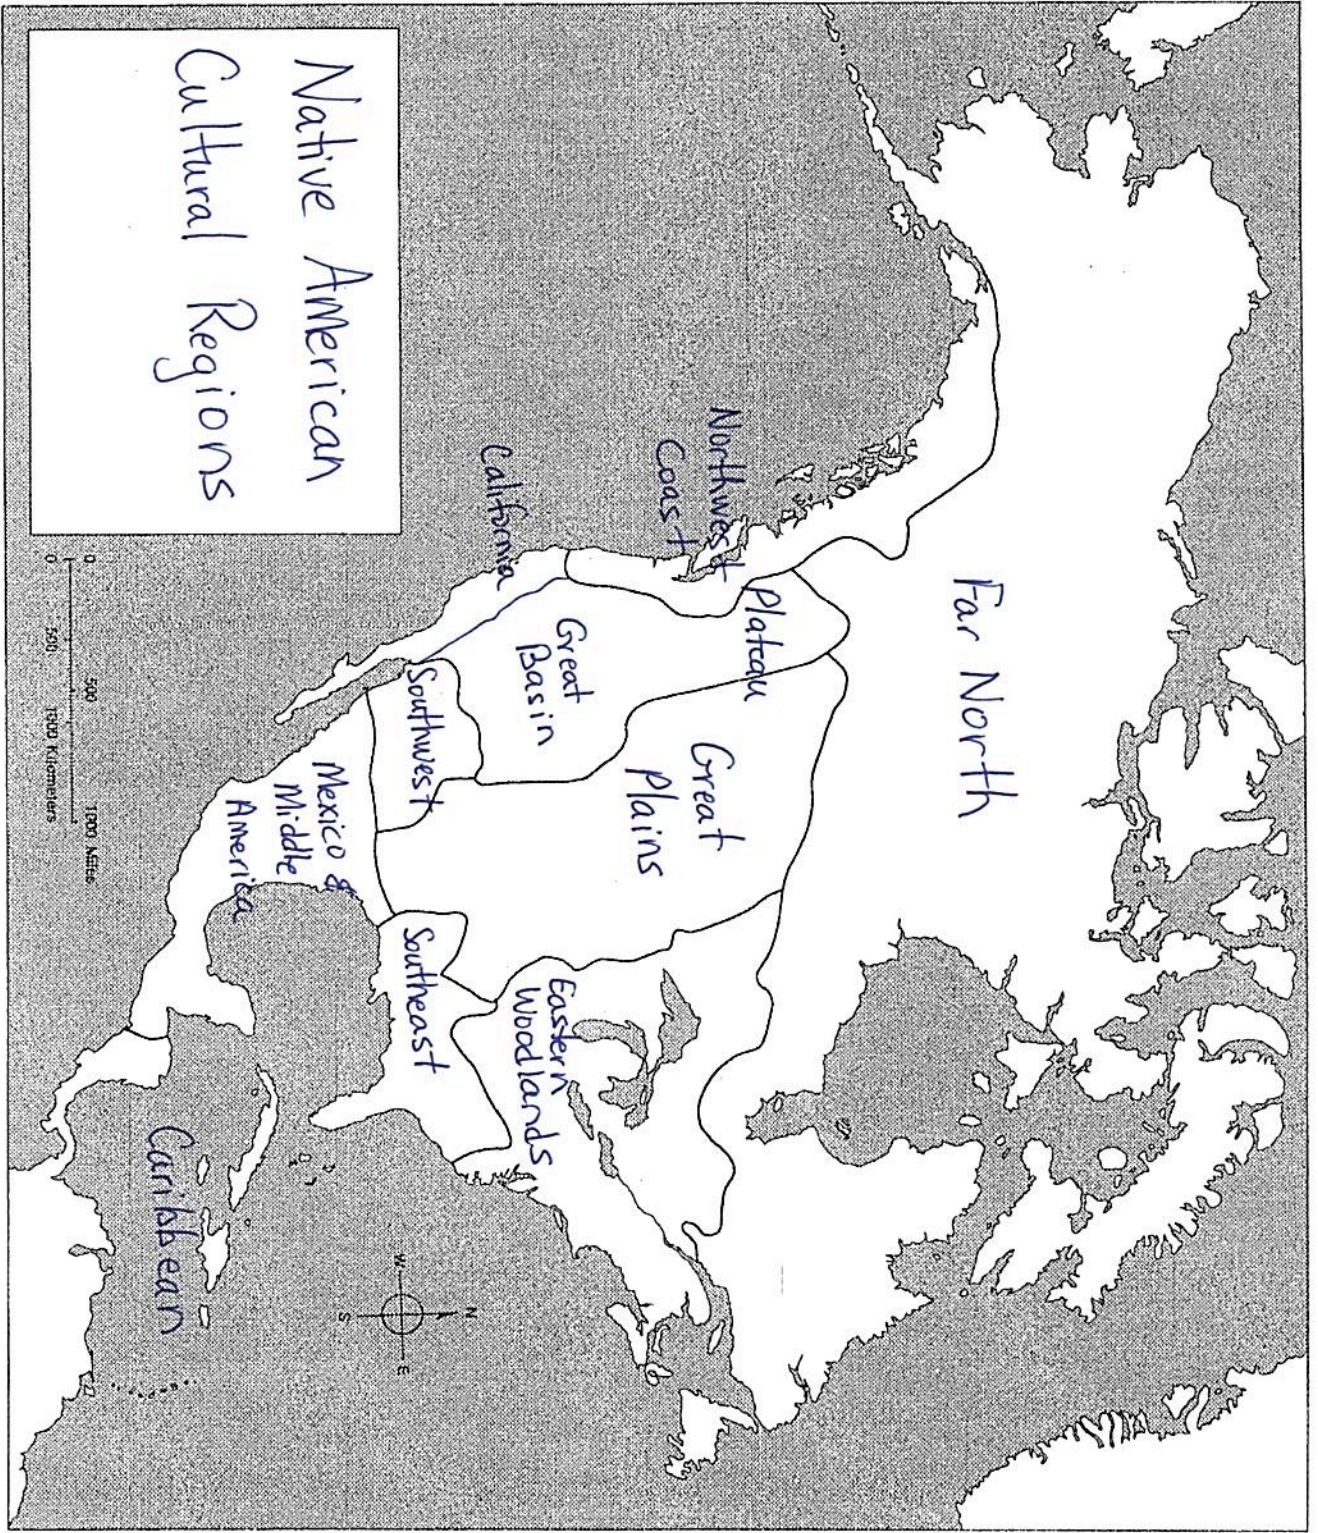 Native American
Cultural Regions
Far North
Northwest
Coast
Plateau
Great
Plains
Great
Basin
California
Southwest
Eastern
Woodlands
Southeast
Mexico &
Middle
America
Caribbean
N
W
E
S
0 500 1000 Miles
0 500 1000 Kilometers